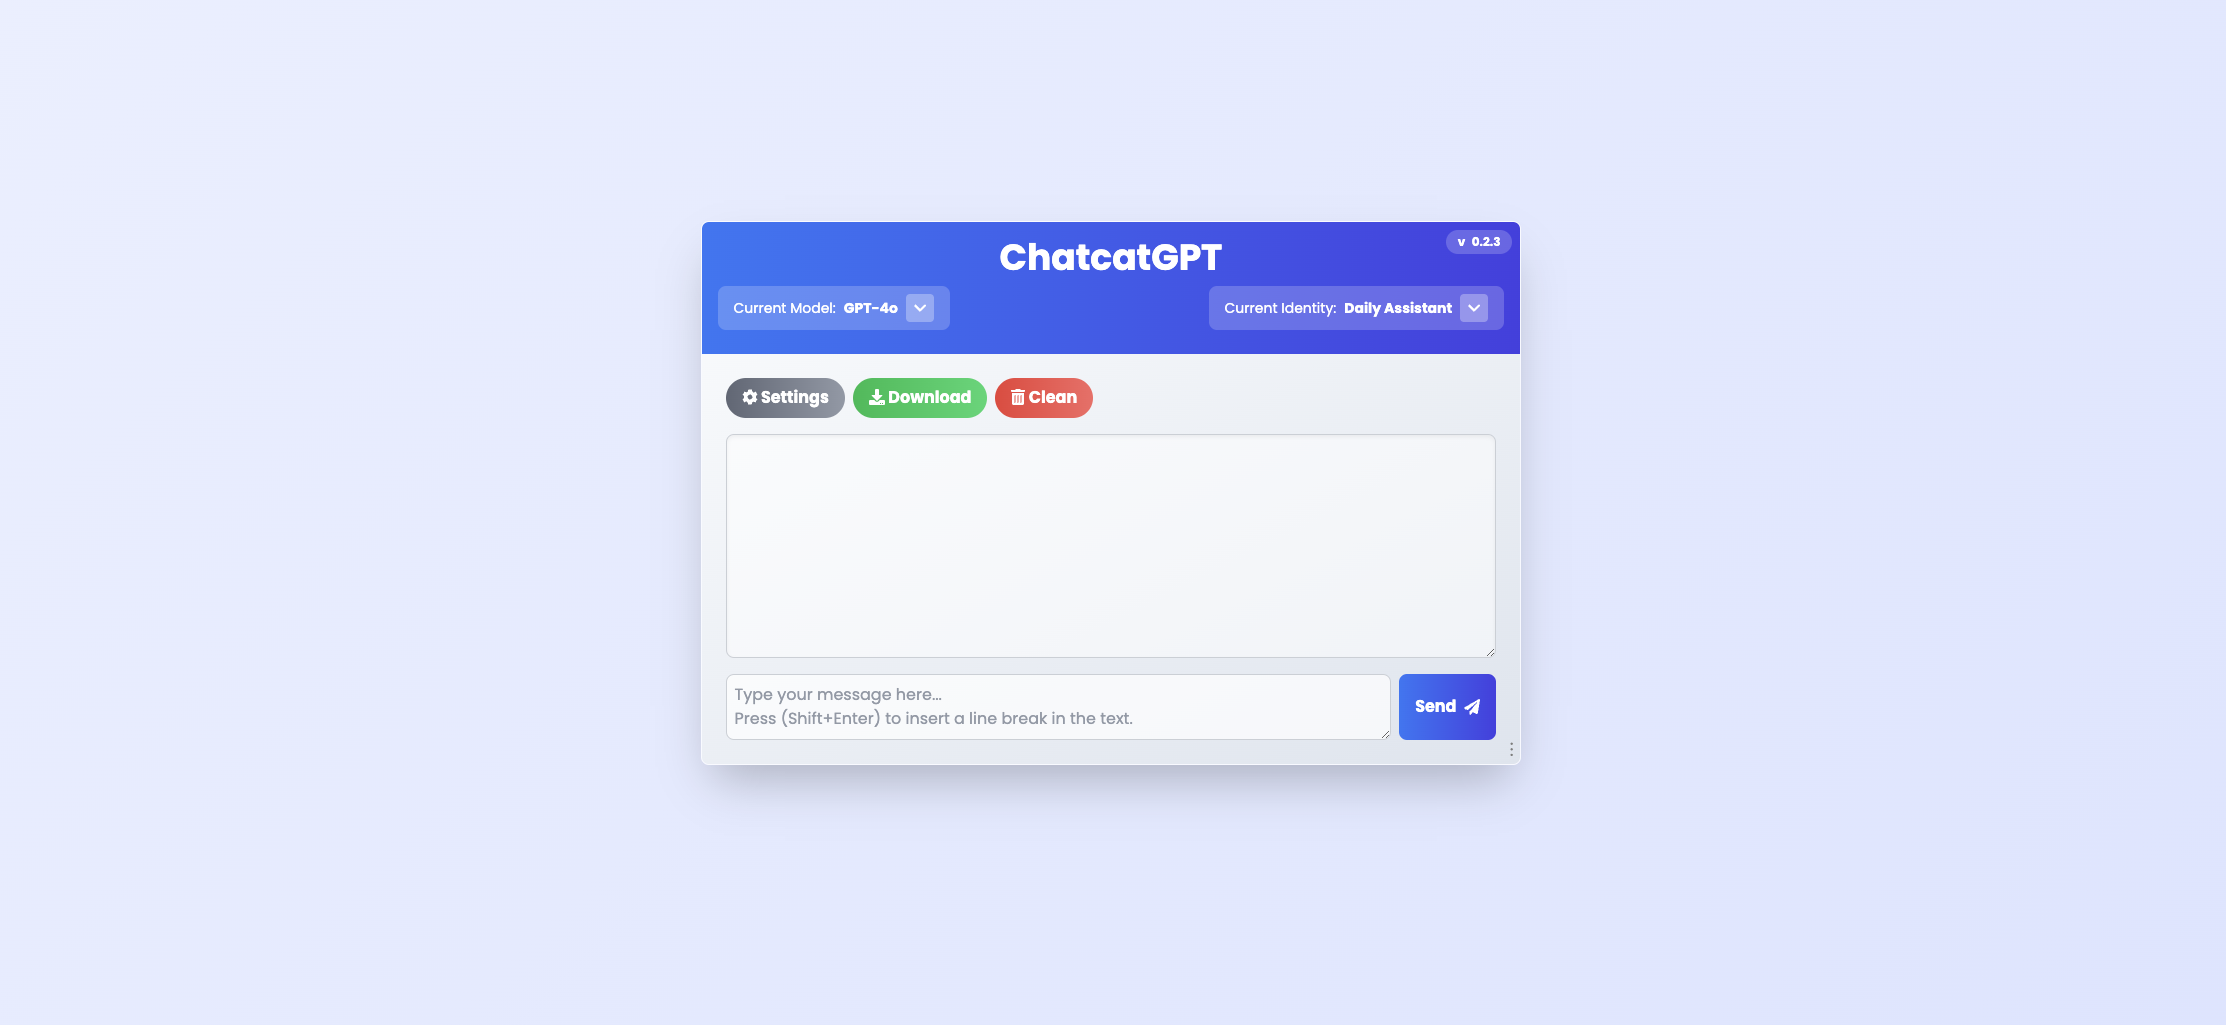 ChatcatGPT
v 0.2.3
Current Model: GPT-4o
Current Identity: Daily Assistant
Settings
Download
Clean
Type your message here...
Press (Shift+Enter) to insert a line break in the text.
Send